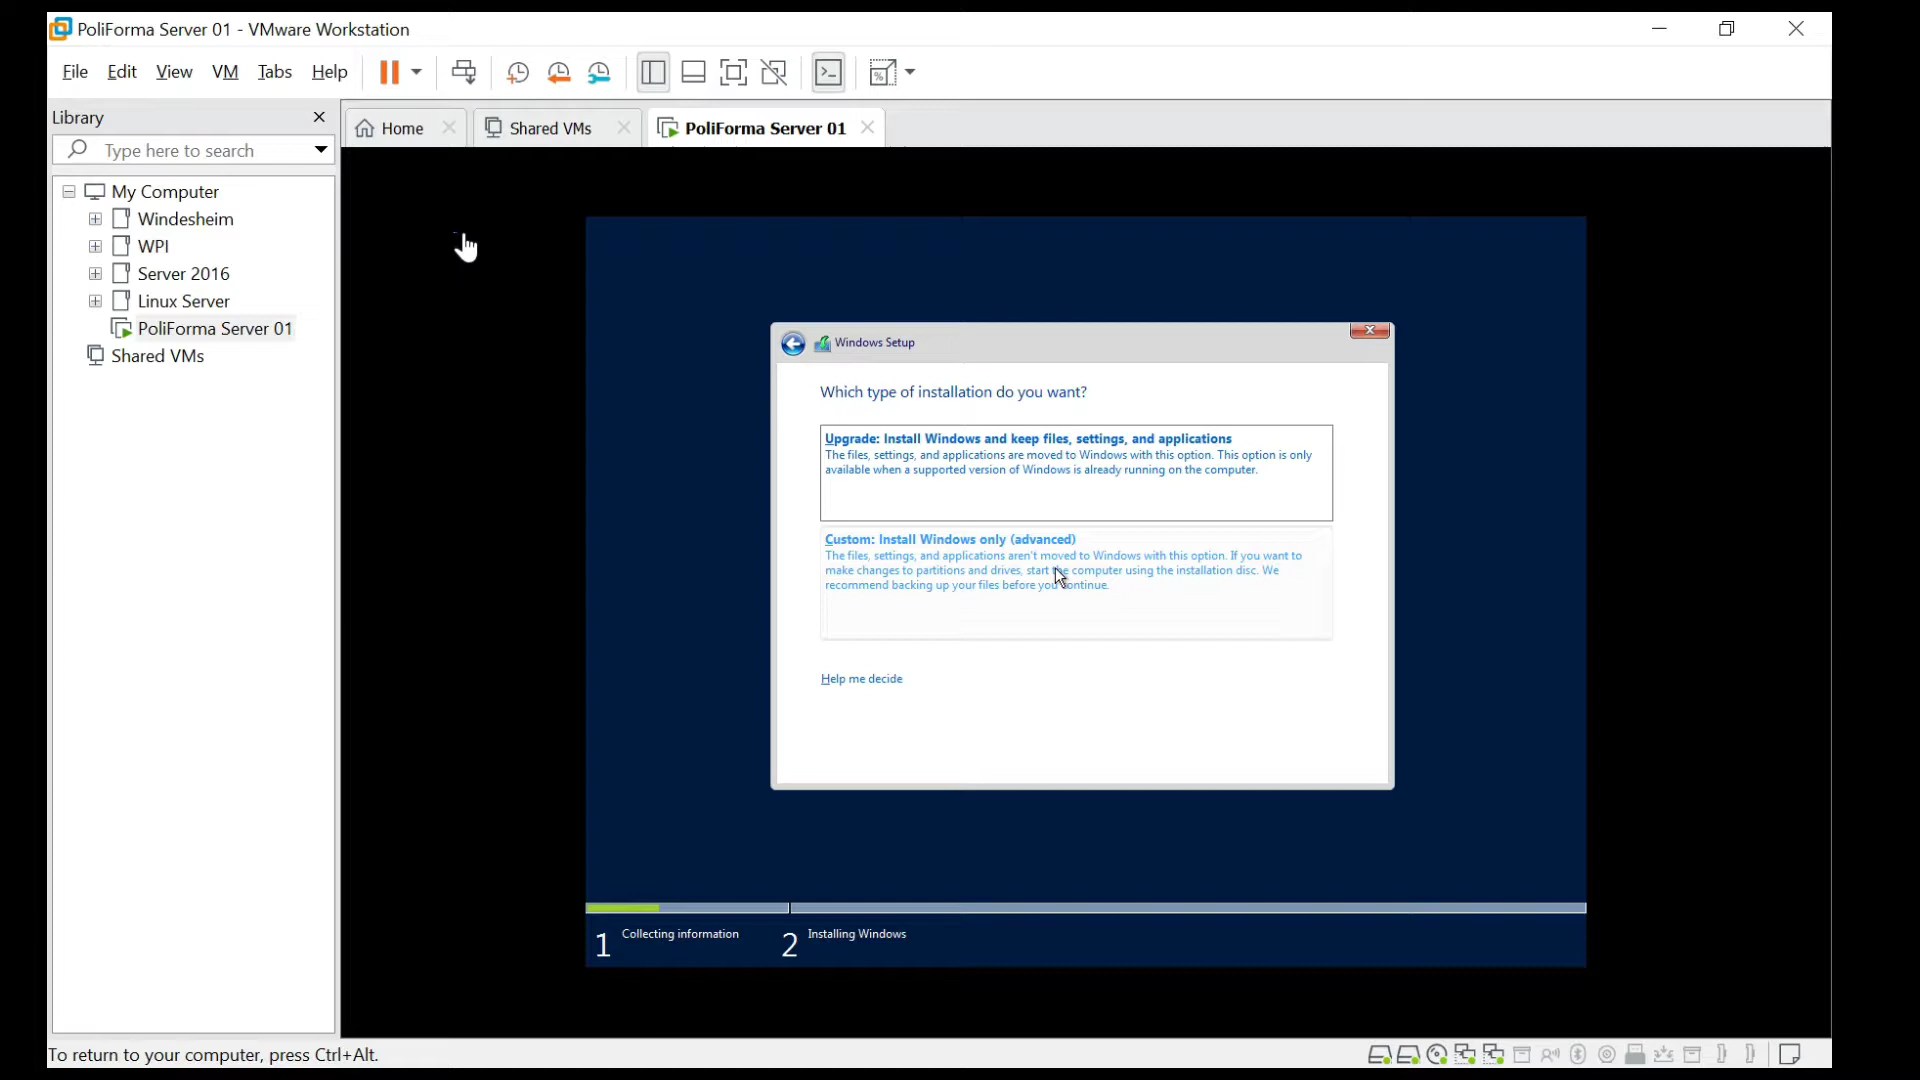 PoliForma Server 01 - VMware Workstation
File Edit View VM Tabs Help
Library
Type here to search
Home
Shared VMs
PoliForma Server 01
My Computer
Windesheim
WPI
Server 2016
Linux Server
PoliForma Server 01
Shared VMs
Windows Setup
Which type of installation do you want?
Upgrade: Install Windows and keep files, settings, and applications
The files, settings, and applications are moved to Windows with this option. This option is only
available when a supported version of Windows is already running on the computer.
Custom: Install Windows only (advanced)
The files, settings, and applications aren't moved to Windows with this option. If you want to
make changes to partitions and drives, start the computer using the installation disc. We
recommend backing up your files before you continue.
Help me decide
1 Collecting information
2 Installing Windows
To return to your computer, press Ctrl+Alt.